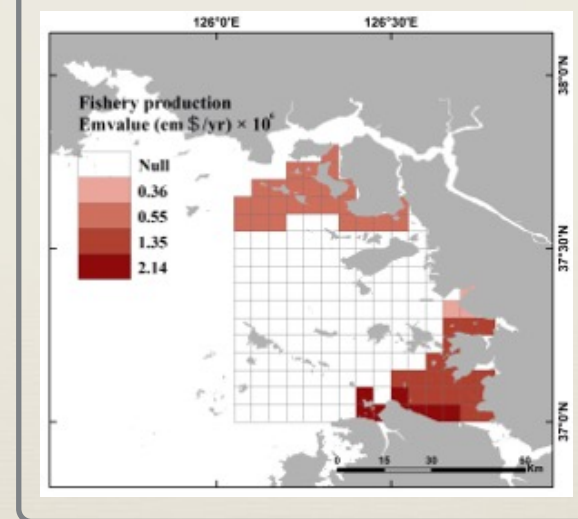 126°0'E 126°30'E
38°0'N
Fishery production
Emvalue (em $/yr) × 10⁶
Null
0.36
0.55
1.35
2.14
37°30'N
37°0'N
0 15 30 60
Km